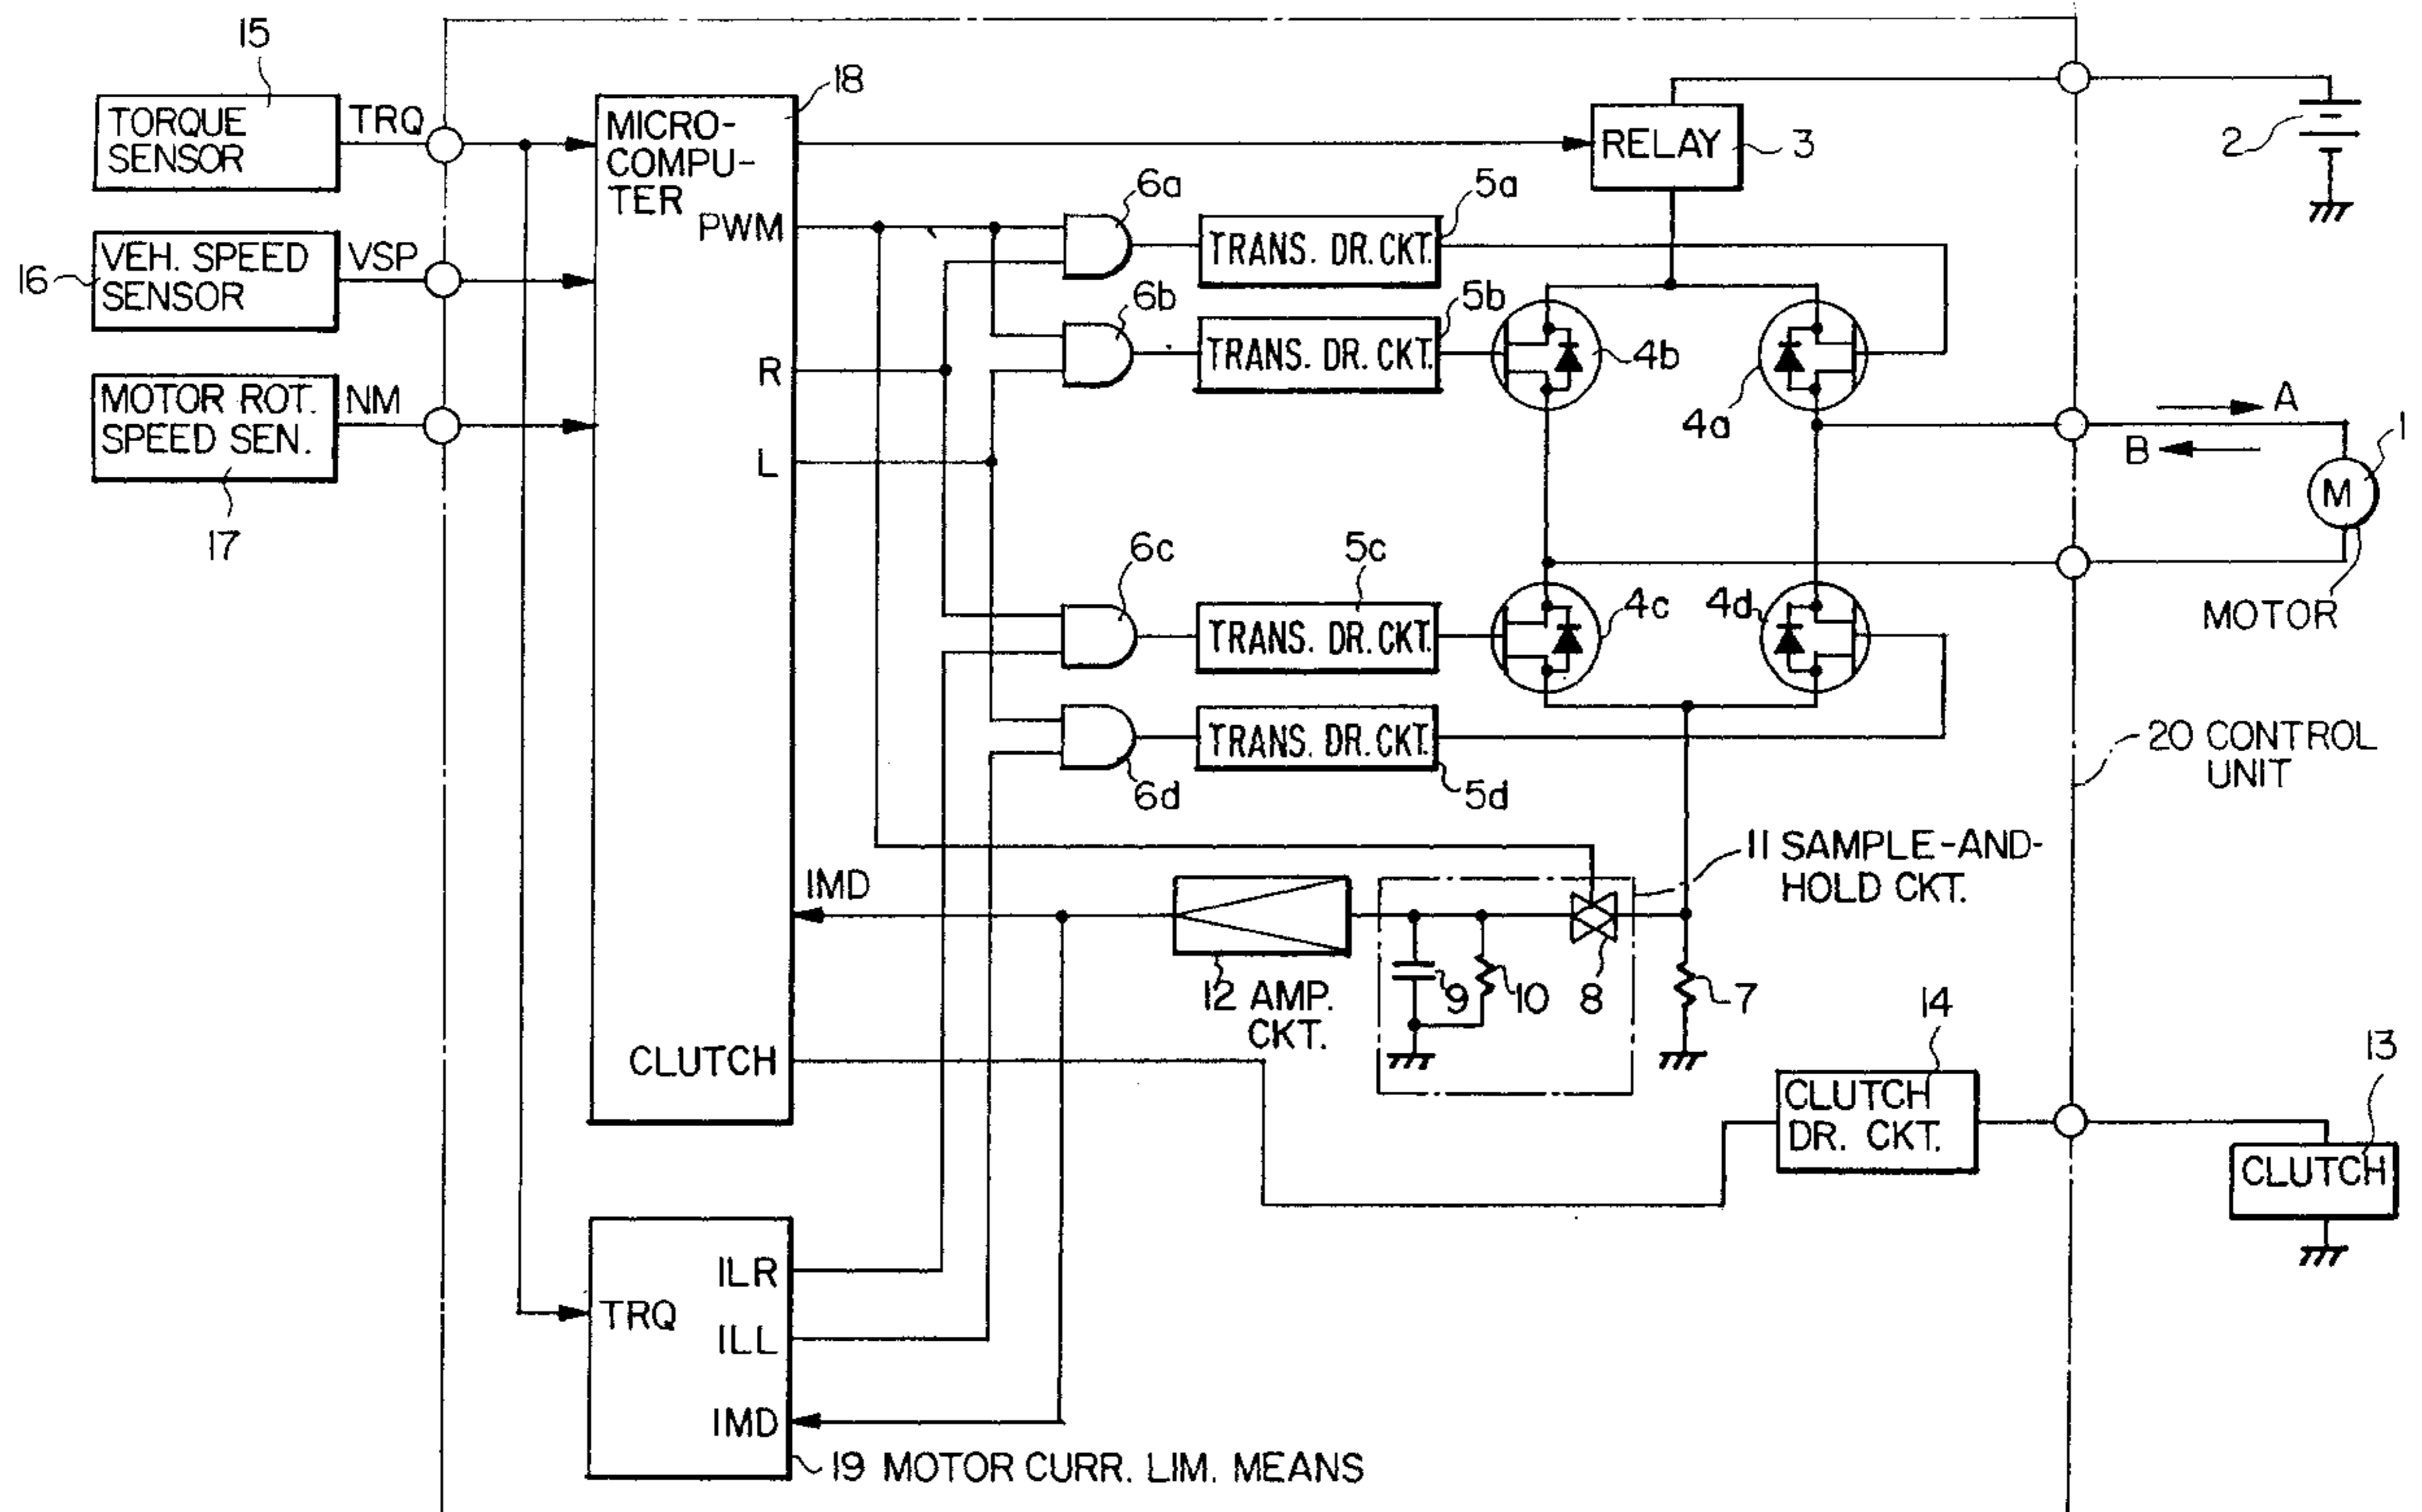 15
TORQUE
SENSOR
TRQ
16
VEH. SPEED
SENSOR
VSP
MOTOR ROT.
SPEED SEN.
NM
17
18
MICRO-
COMPU-
TER
PWM
R
L
IMD
CLUTCH
RELAY
3
2
6a
TRANS. DR. CKT.
5a
6b
TRANS. DR. CKT.
5b
4b
4a
A
B
1
M
MOTOR
6c
TRANS. DR. CKT.
5c
4c
4d
6d
TRANS. DR. CKT.
5d
20 CONTROL
UNIT
11 SAMPLE-AND-
HOLD CKT.
12 AMP.
CKT.
9
10
8
7
14
CLUTCH
DR. CKT.
13
CLUTCH
TRQ
ILR
ILL
IMD
19 MOTOR CURR. LIM. MEANS